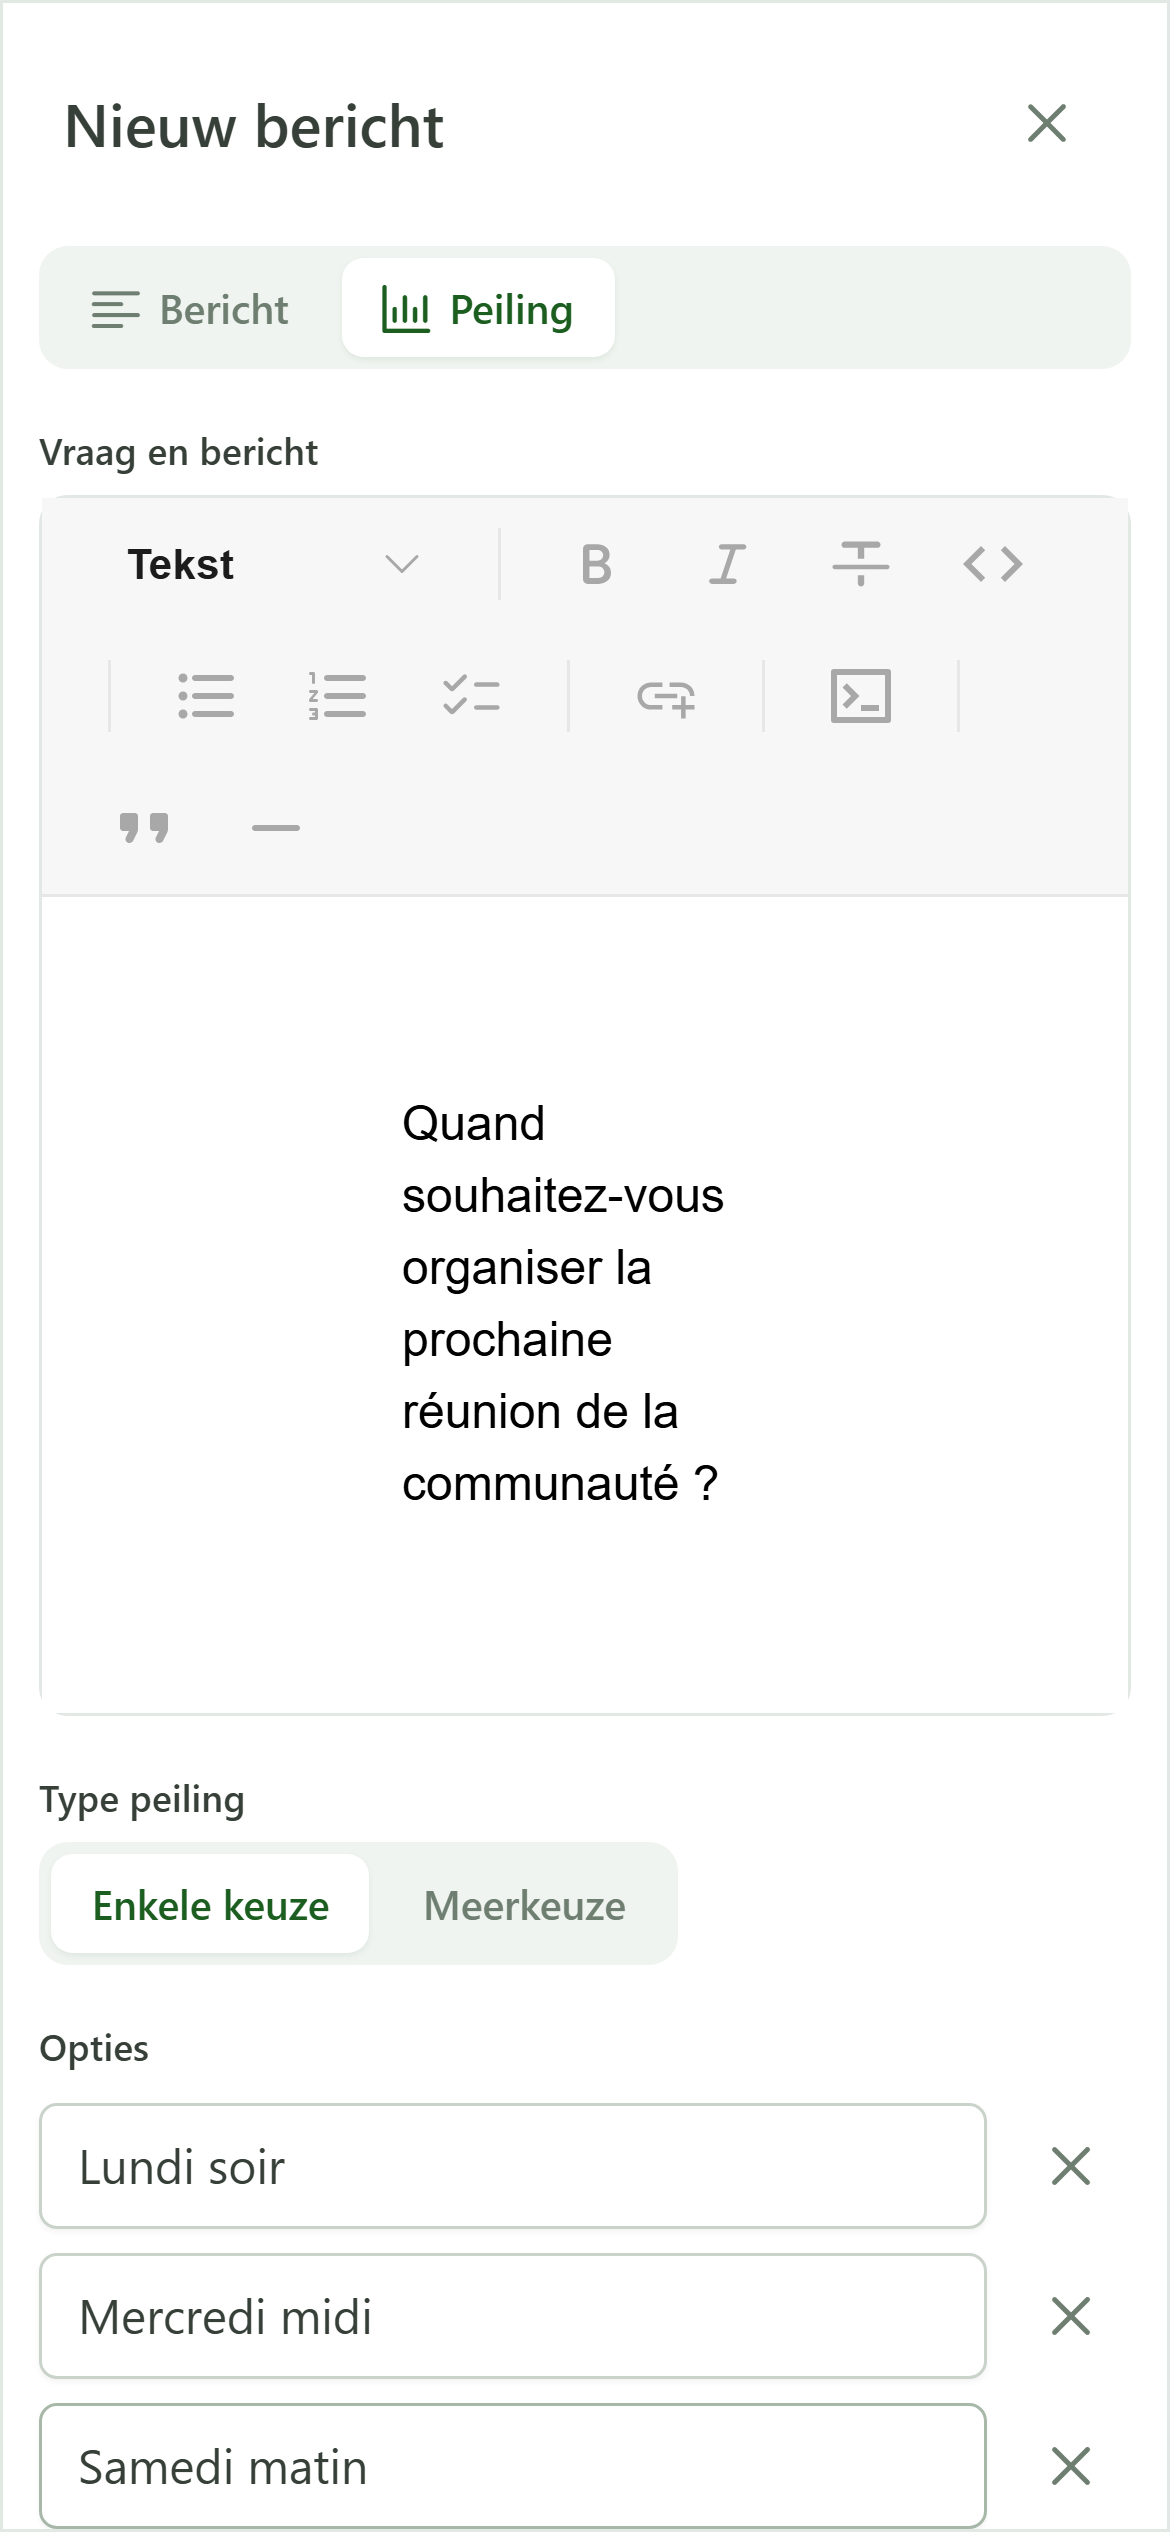 Nieuw bericht
Bericht
Peiling
Vraag en bericht
Tekst
Quand
souhaitez-vous
organiser la
prochaine
réunion de la
communauté ?
Type peiling
Enkele keuze
Meerkeuze
Opties
Lundi soir
Mercredi midi
Samedi matin